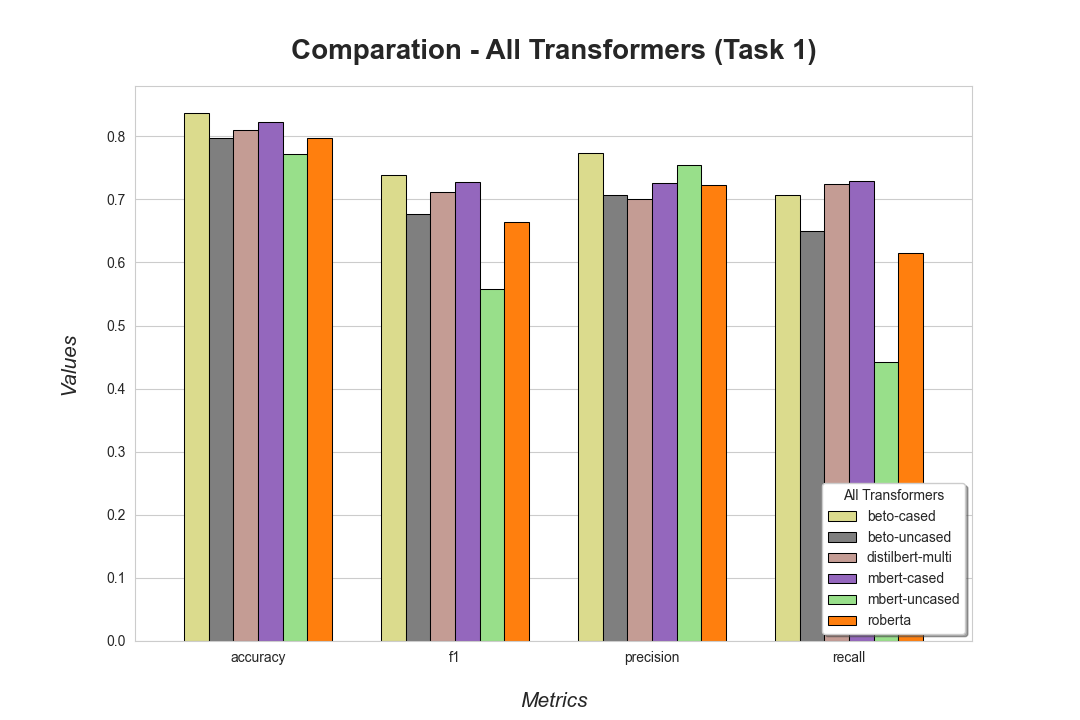 Comparation - All Transformers (Task 1)
Values
0.8
0.7
0.6
0.5
0.4
0.3
0.2
0.1
0.0
accuracy
f1
precision
recall
Metrics
All Transformers
beto-cased
beto-uncased
distilbert-multi
mbert-cased
mbert-uncased
roberta